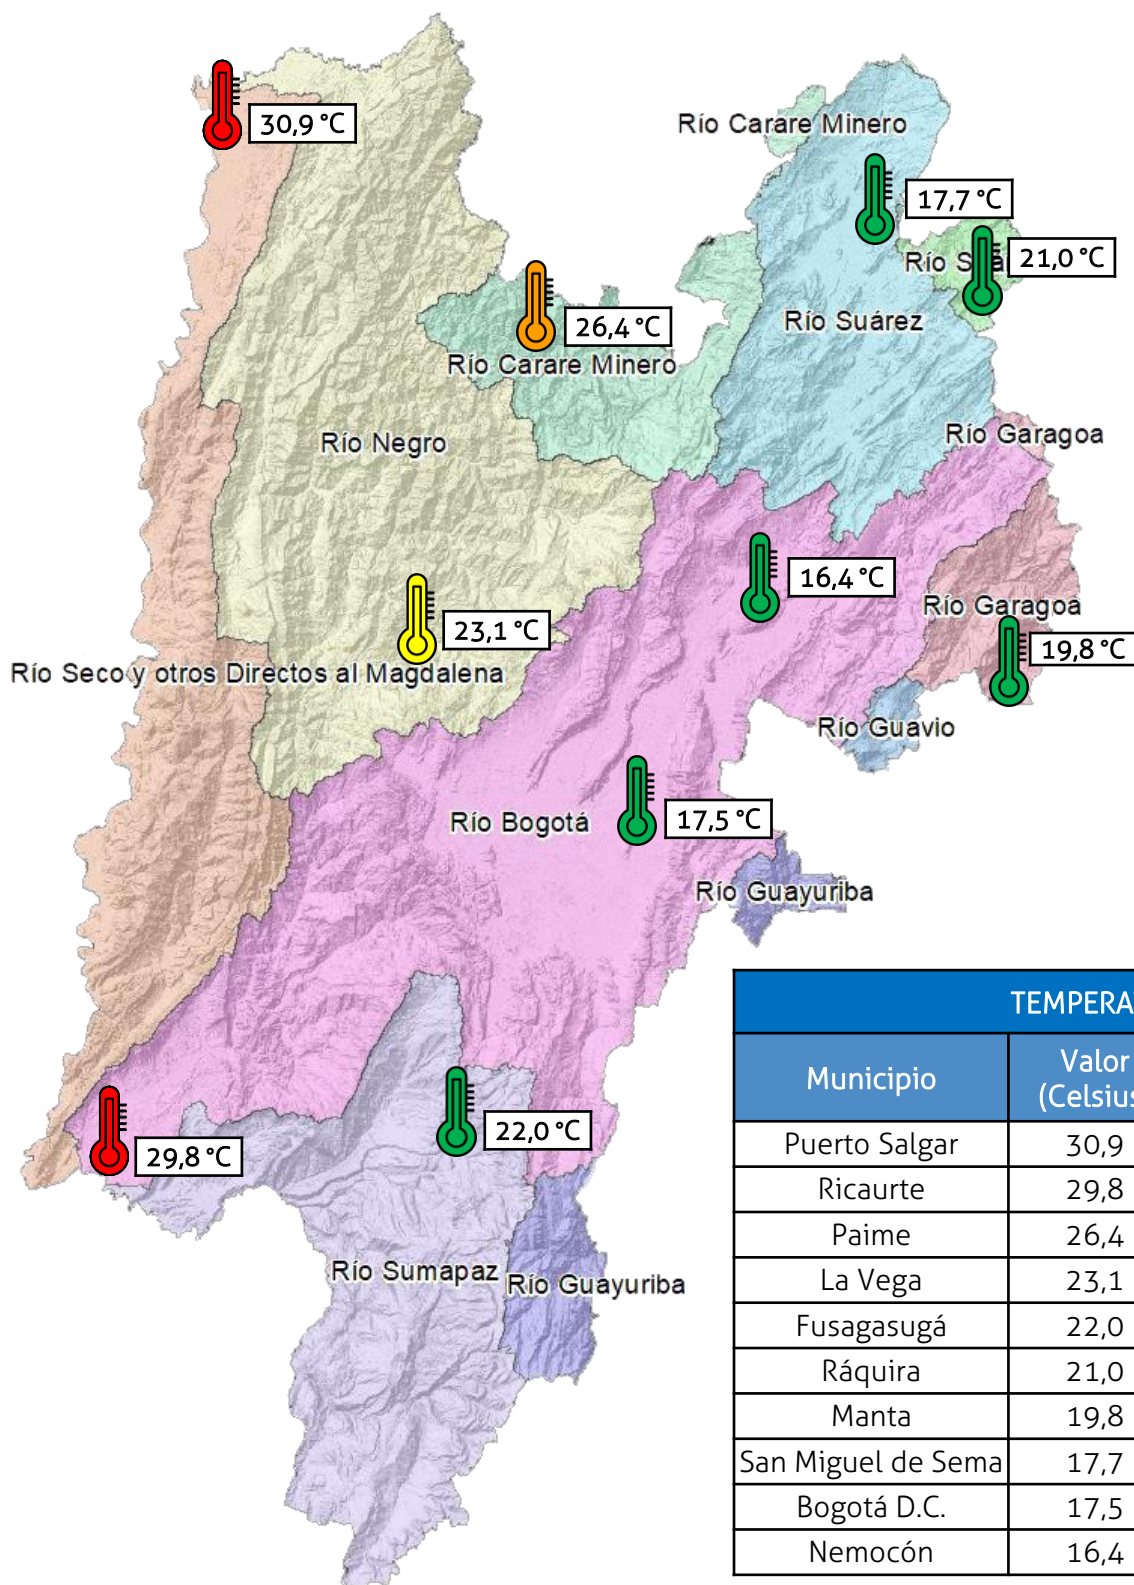 30,9 °C
Río Carare Minero
17,7 °C
Río S
21,0 °C
26,4 °C
Río Suárez
Río Carare Minero
Río Negro
Río Garagoa
16,4 °C
Río Garagoa
23,1 °C
19,8 °C
Río Seco y otros Directos al Magdalena
Río Guavio
Río Bogotá
17,5 °C
Río Guayuriba
29,8 °C
22,0 °C
Río Sumapaz
Río Guayuriba
TEMPERA
Municipio
Valor
(Celsius
Puerto Salgar 30,9
Ricaurte 29,8
Paime 26,4
La Vega 23,1
Fusagasugá 22,0
Ráquira 21,0
Manta 19,8
San Miguel de Sema 17,7
Bogotá D.C. 17,5
Nemocón 16,4